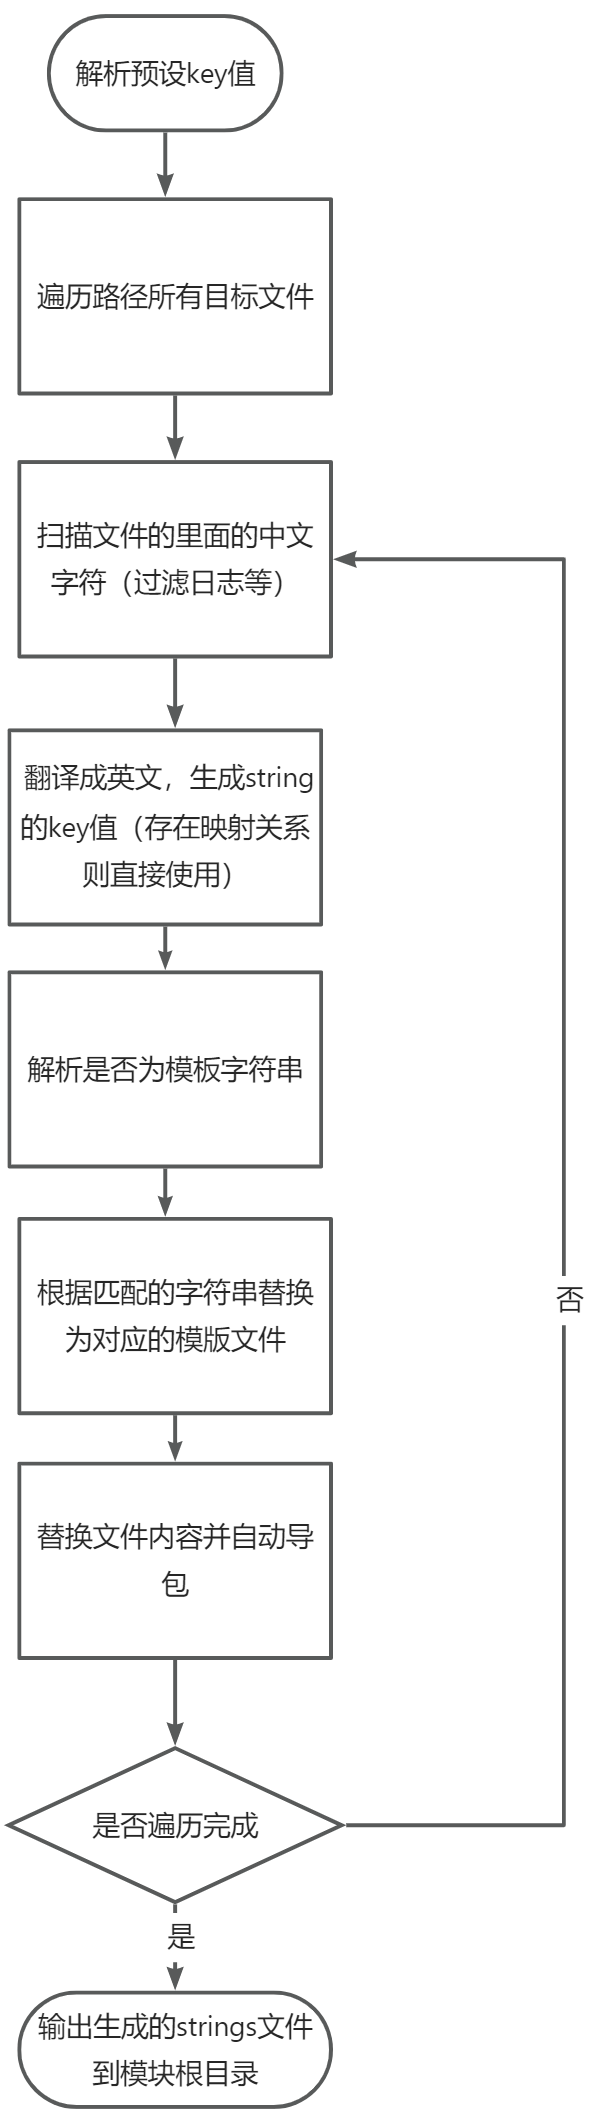 解析预设key值
遍历路径所有目标文件
扫描文件的里面的中文
字符（过滤日志等）
翻译成英文，生成string
的key值（存在映射关系
则直接使用）
解析是否为模板字符串
根据匹配的字符串替换
为对应的模版文件
否
替换文件内容并自动导
包
是否遍历完成
是
输出生成的strings文件
到模块根目录